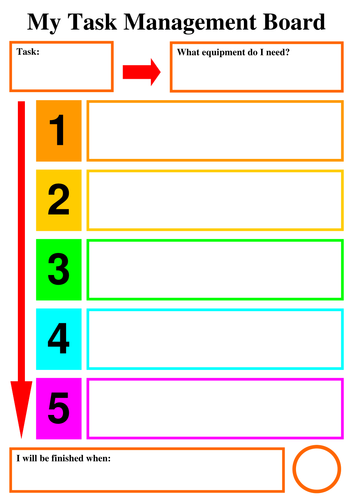 My Task Management Board
Task:
What equipment do I need?
1
2
3
4
5
I will be finished when: